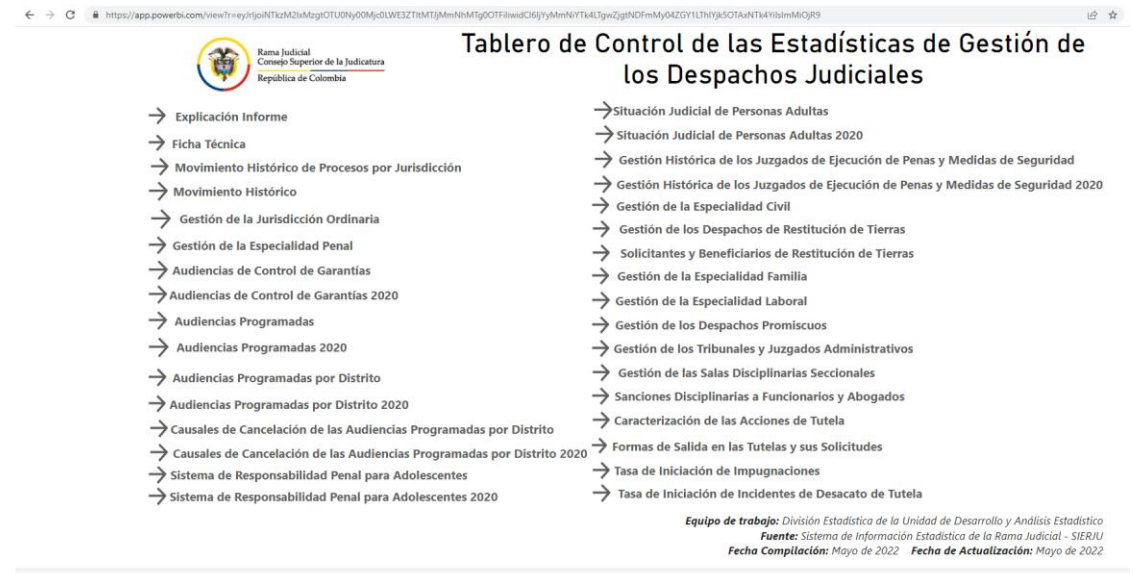 Rama Judicial
Consejo Superior de la Judicatura
República de Colombia
Tablero de Control de las Estadísticas de Gestión de
los Despachos Judiciales
Explicación Informe
Ficha Técnica
Movimiento Histórico de Procesos por Jurisdicción
Movimiento Histórico
Gestión de la Jurisdicción Ordinaria
Gestión de la Especialidad Penal
Audiencias de Control de Garantías
Audiencias de Control de Garantías 2020
Audiencias Programadas
Audiencias Programadas 2020
Audiencias Programadas por Distrito
Audiencias Programadas por Distrito 2020
Causales de Cancelación de las Audiencias Programadas por Distrito
Causales de Cancelación de las Audiencias Programadas por Distrito 2020
Sistema de Responsabilidad Penal para Adolescentes
Sistema de Responsabilidad Penal para Adolescentes 2020
Situación Judicial de Personas Adultas
Situación Judicial de Personas Adultas 2020
Gestión Histórica de los Juzgados de Ejecución de Penas y Medidas de Seguridad
Gestión Histórica de los Juzgados de Ejecución de Penas y Medidas de Seguridad 2020
Gestión de la Especialidad Civil
Gestión de los Despachos de Restitución de Tierras
Solicitantes y Beneficiarios de Restitución de Tierras
Gestión de la Especialidad Familia
Gestión de la Especialidad Laboral
Gestión de los Despachos Promiscuos
Gestión de los Tribunales y Juzgados Administrativos
Gestión de las Salas Disciplinarias Seccionales
Sanciones Disciplinarias a Funcionarios y Abogados
Caracterización de las Acciones de Tutela
Formas de Salida en las Tutelas y sus Solicitudes
Tasa de Iniciación de Impugnaciones
Tasa de Iniciación de Incidentes de Desacato de Tutela
Equipo de trabajo: División Estadística de la Unidad de Desarrollo y Análisis Estadístico
Fuente: Sistema de Información Estadística de la Rama Judicial - SIERJU
Fecha Compilación: Mayo de 2022 Fecha de Actualización: Mayo de 2022